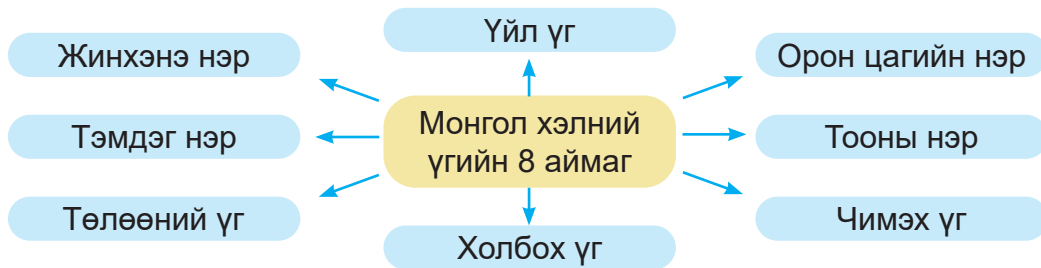 Үйл үг
Жинхэнэ нэр
Орон цагийн нэр
Монгол хэлний
үгийн 8 аймаг
Тэмдэг нэр
Тооны нэр
Төлөөний үг
Чимэх үг
Холбох үг